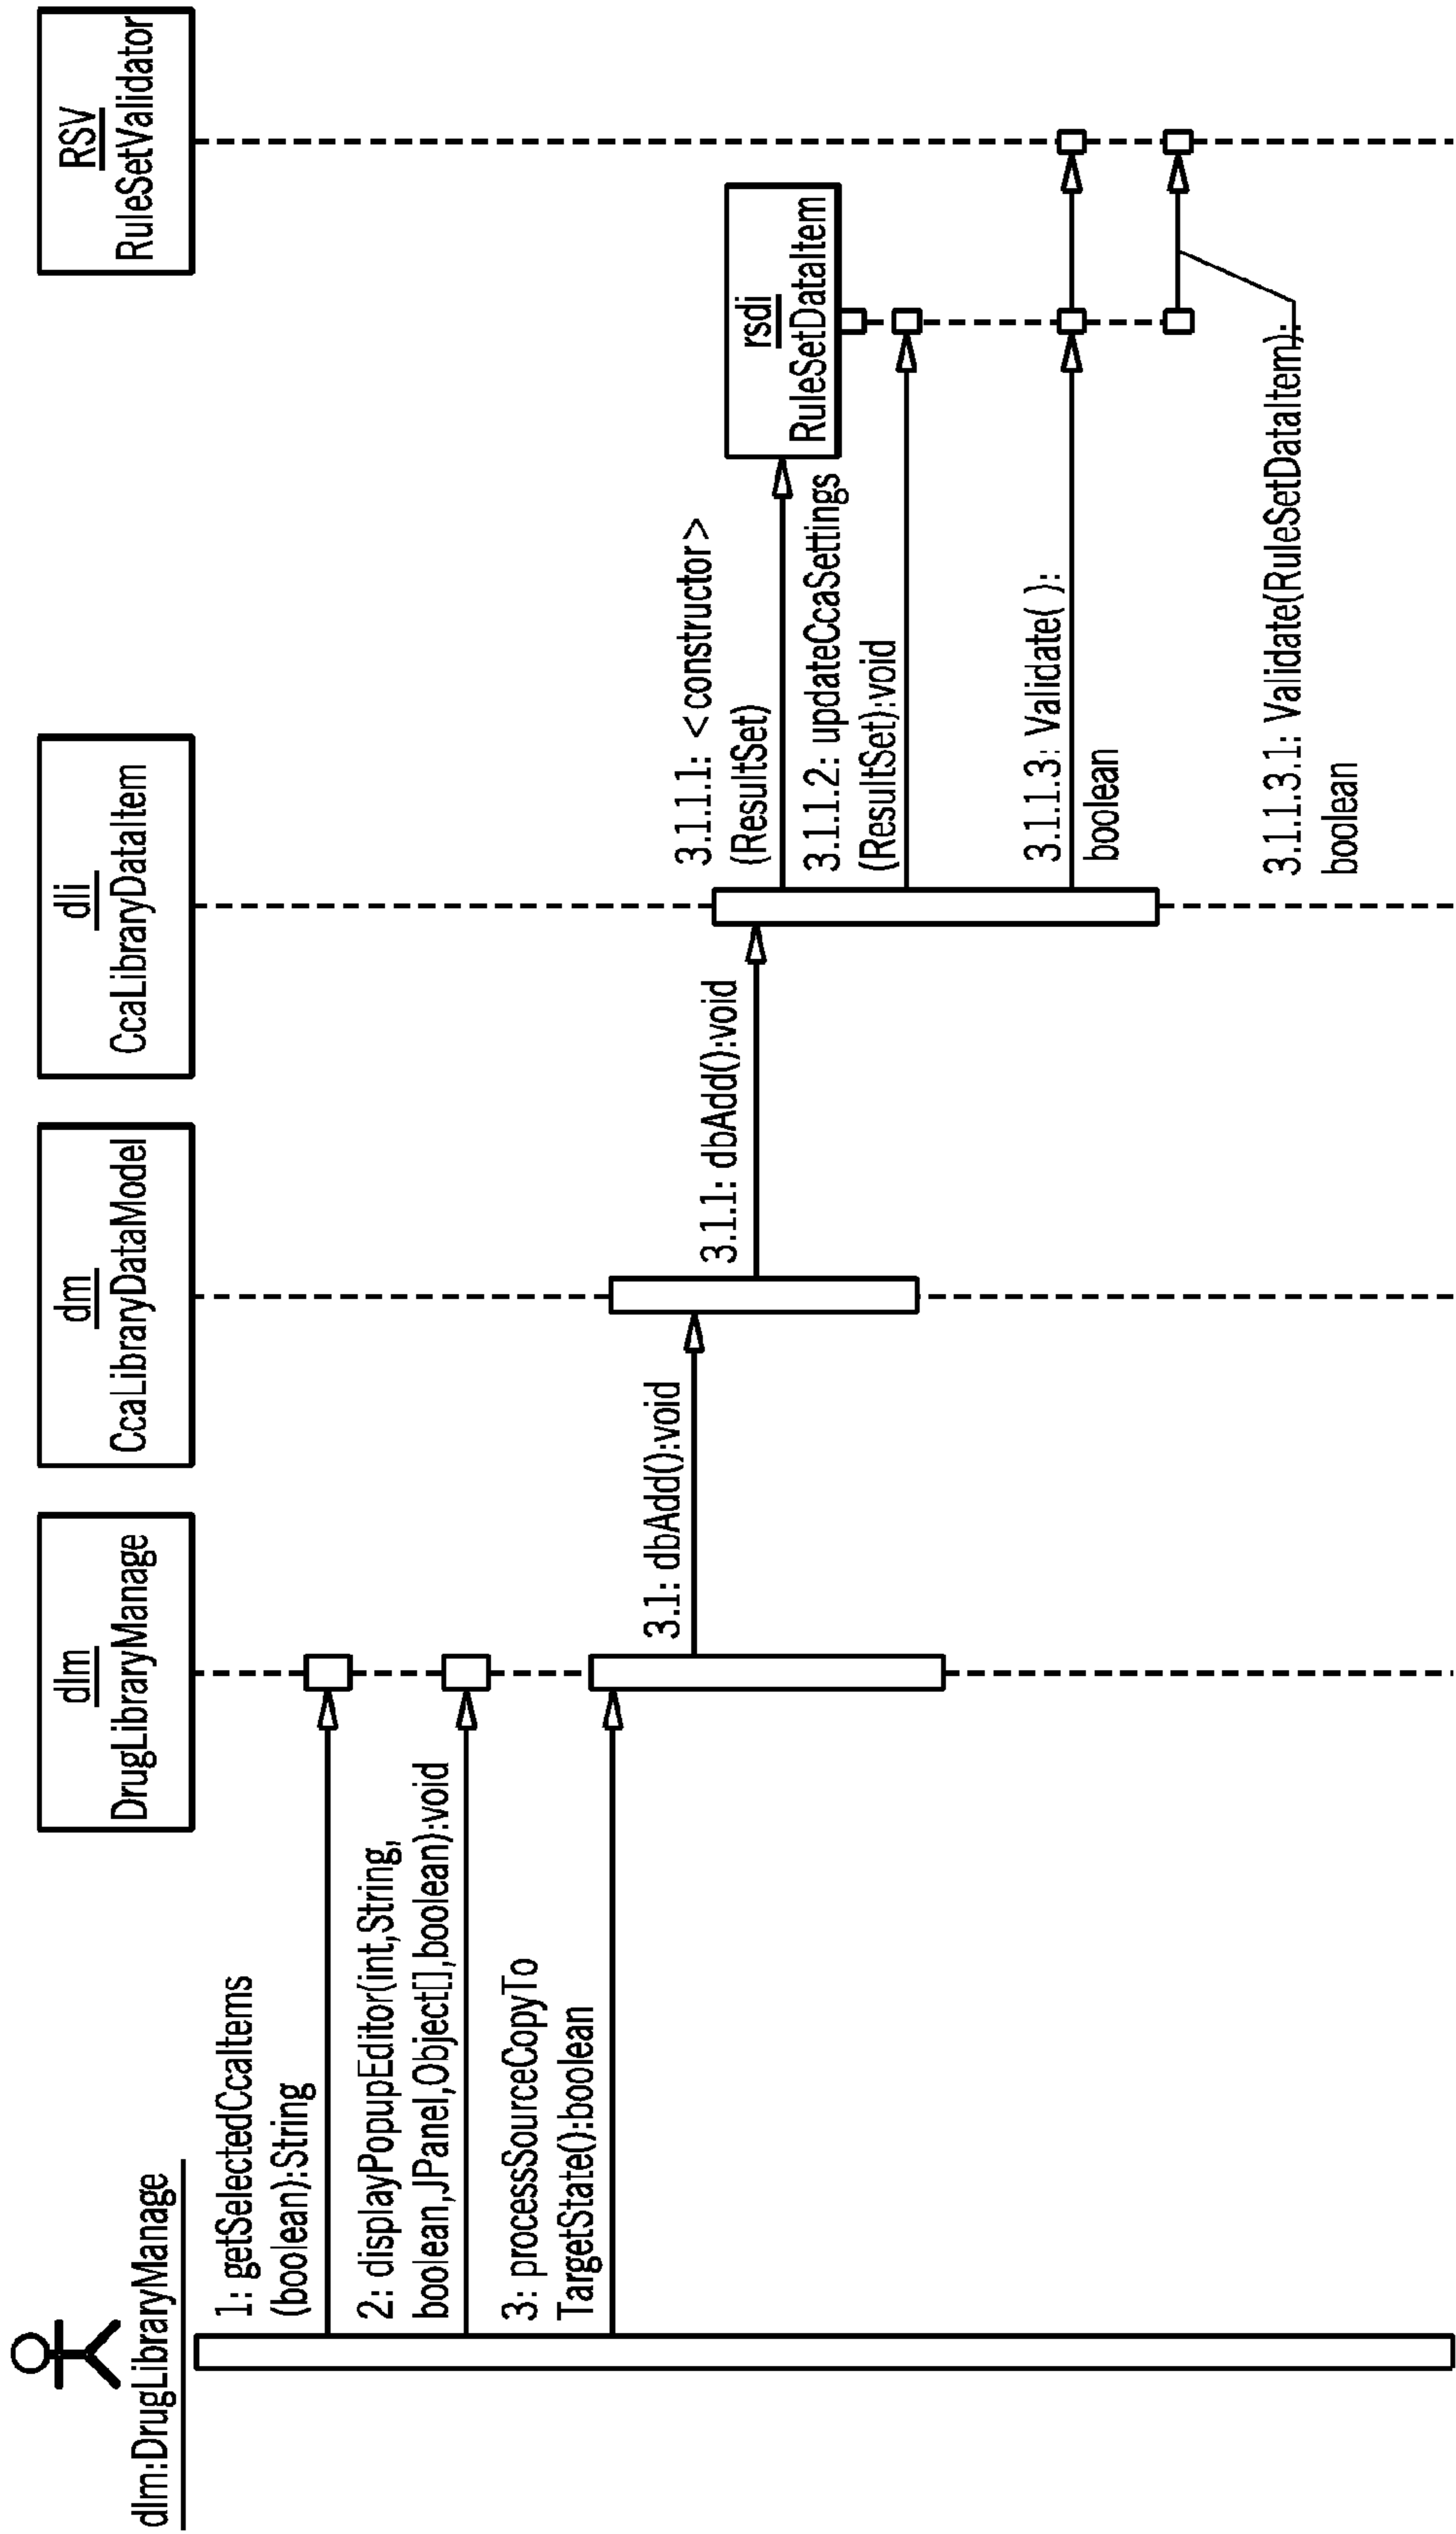 dlm:DrugLibraryManage
dlm
DrugLibraryManage
dm
CcaLibraryDataModel
dli
CcaLibraryDataItem
RSV
RuleSetValidator
1: getSelectedCcaItems
(boolean):String
2: displayPopupEditor(int,String,
boolean,JPanel,Object[],boolean):void
3: processSourceCopyTo
TargetState():boolean
3.1: dbAdd():void
3.1.1: dbAdd():void
3.1.1.1: <constructor>
(ResultSet)
rsdi
RuleSetDataItem
3.1.1.2: updateCcaSettings
(ResultSet):void
3.1.1.3: Validate( ):
boolean
3.1.1.3.1: Validate(RuleSetDataItem):
boolean